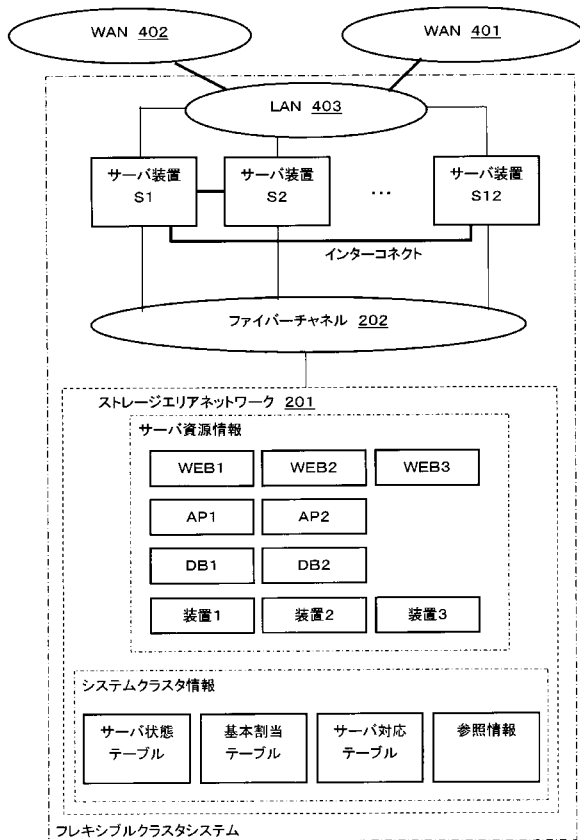 WAN 402
WAN 401
LAN 403
サーバ装置
S1
サーバ装置
S2
...
サーバ装置
S12
インターコネクト
ファイバーチャネル 202
ストレージエリアネットワーク 201
サーバ資源情報
WEB1
WEB2
WEB3
AP1
AP2
DB1
DB2
装置1
装置2
装置3
システムクラスタ情報
サーバ状態
テーブル
基本割当
テーブル
サーバ対応
テーブル
参照情報
フレキシブルクラスタシステム